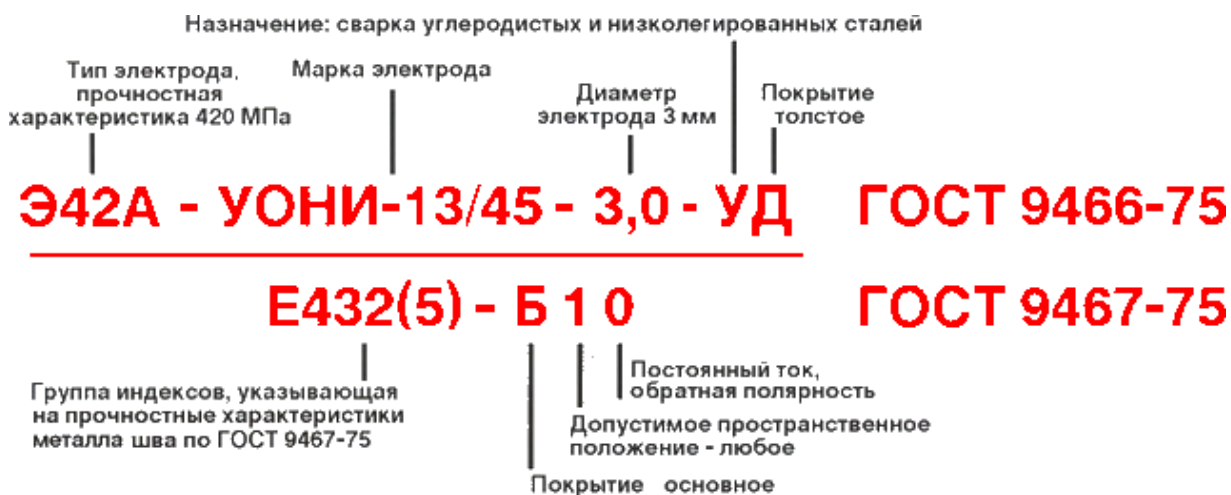 Назначение: сварка углеродистых и низколегированных сталей
Тип электрода,
прочностная
характеристика 420 МПа
Марка электрода
Диаметр
электрода 3 мм
Покрытие
толстое
Э42А - УОНИ-13/45 - 3,0 - УД ГОСТ 9466-75
Е432(5) - Б 1 0 ГОСТ 9467-75
Группа индексов, указывающая
на прочностные характеристики
металла шва по ГОСТ 9467-75
Постоянный ток,
обратная полярность
Допустимое пространственное
положение - любое
Покрытие основное